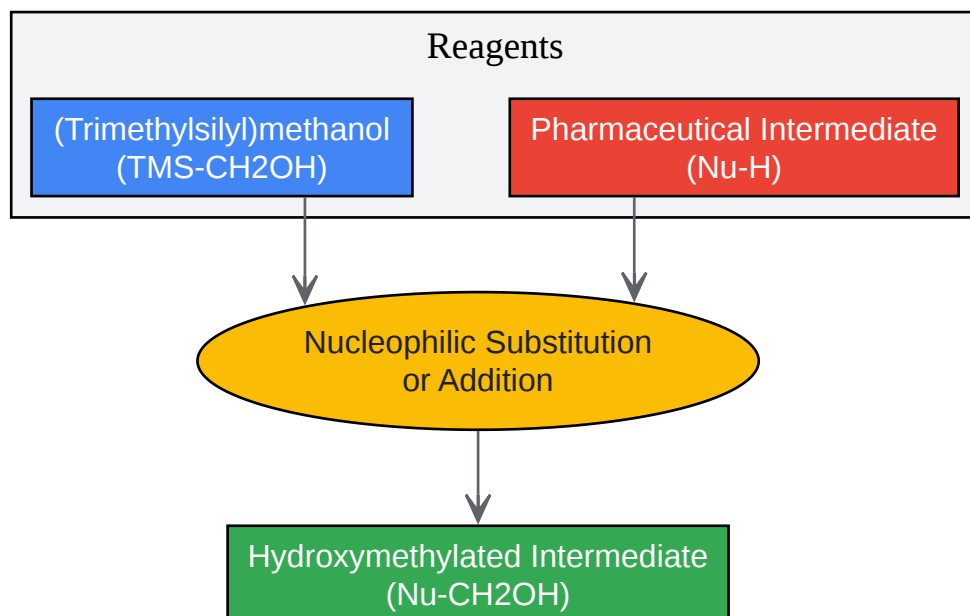 Reagents
(Trimethylsilyl)methanol
(TMS-CH2OH)
Pharmaceutical Intermediate
(Nu-H)
Nucleophilic Substitution
or Addition
Hydroxymethylated Intermediate
(Nu-CH2OH)